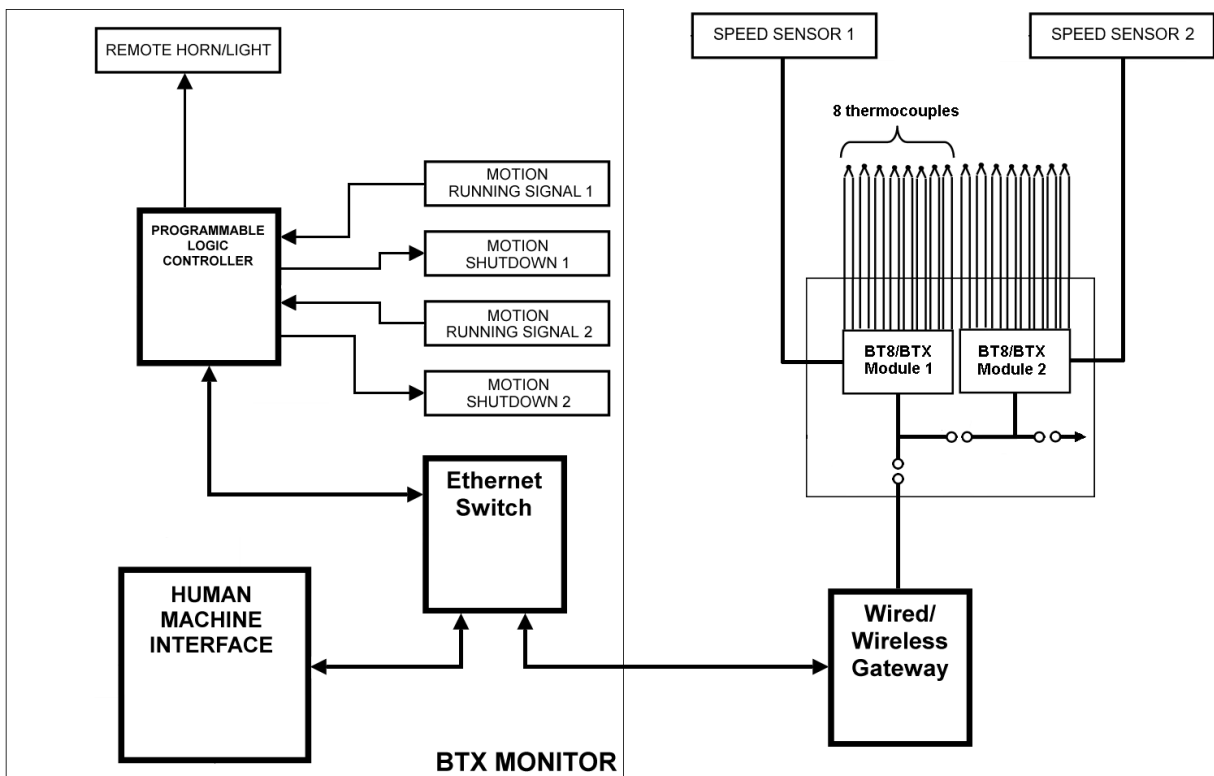 REMOTE HORN/LIGHT
MOTION
RUNNING SIGNAL 1
PROGRAMMABLE
LOGIC
CONTROLLER
MOTION
SHUTDOWN 1
MOTION
RUNNING SIGNAL 2
MOTION
SHUTDOWN 2
Ethernet
Switch
HUMAN
MACHINE
INTERFACE
BTX MONITOR
SPEED SENSOR 1
SPEED SENSOR 2
8 thermocouples
BT8/BTX
Module 1
BT8/BTX
Module 2
Wired/
Wireless
Gateway